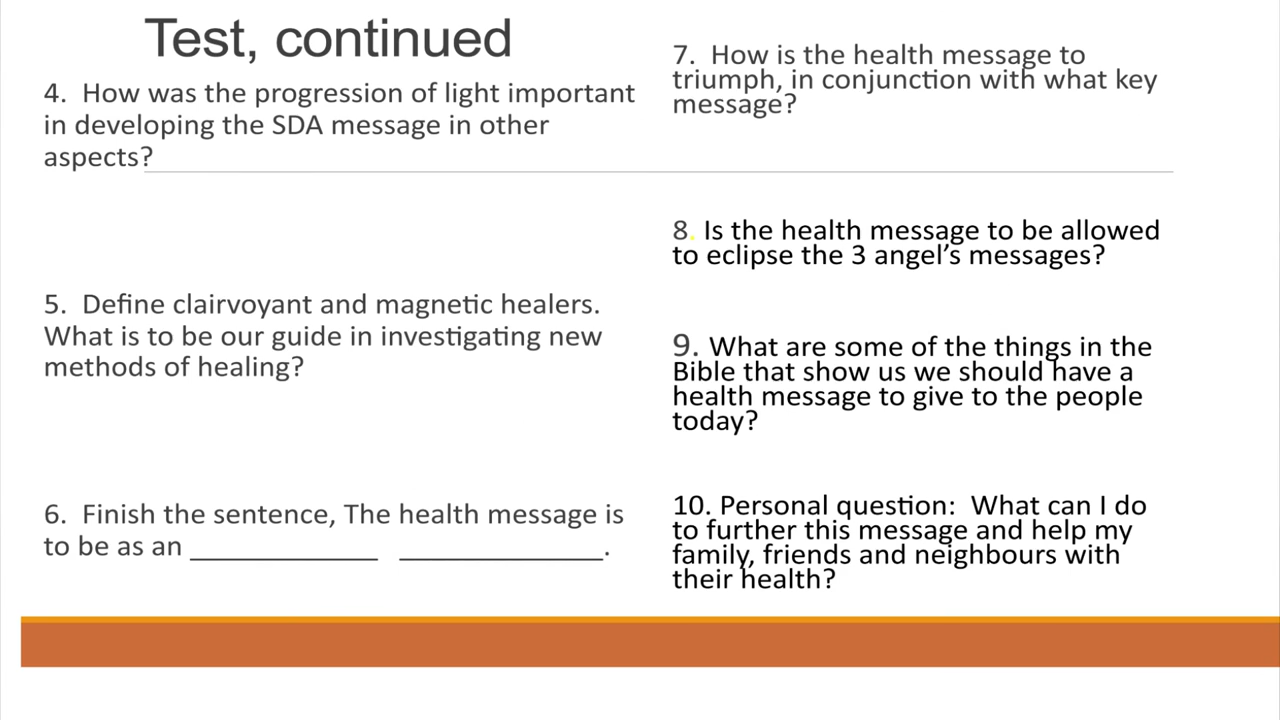 Test, continued
4. How was the progression of light important
in developing the SDA message in other
aspects?
5. Define clairvoyant and magnetic healers.
What is to be our guide in investigating new
methods of healing?
6. Finish the sentence, The health message is
to be as an ______________ ______________.
7. How is the health message to
triumph, in conjunction with what key
message?
8. Is the health message to be allowed
to eclipse the 3 angel’s messages?
9. What are some of the things in the
Bible that show us we should have a
health message to give to the people
today?
10. Personal question: What can I do
to further this message and help my
family, friends and neighbours with
their health?